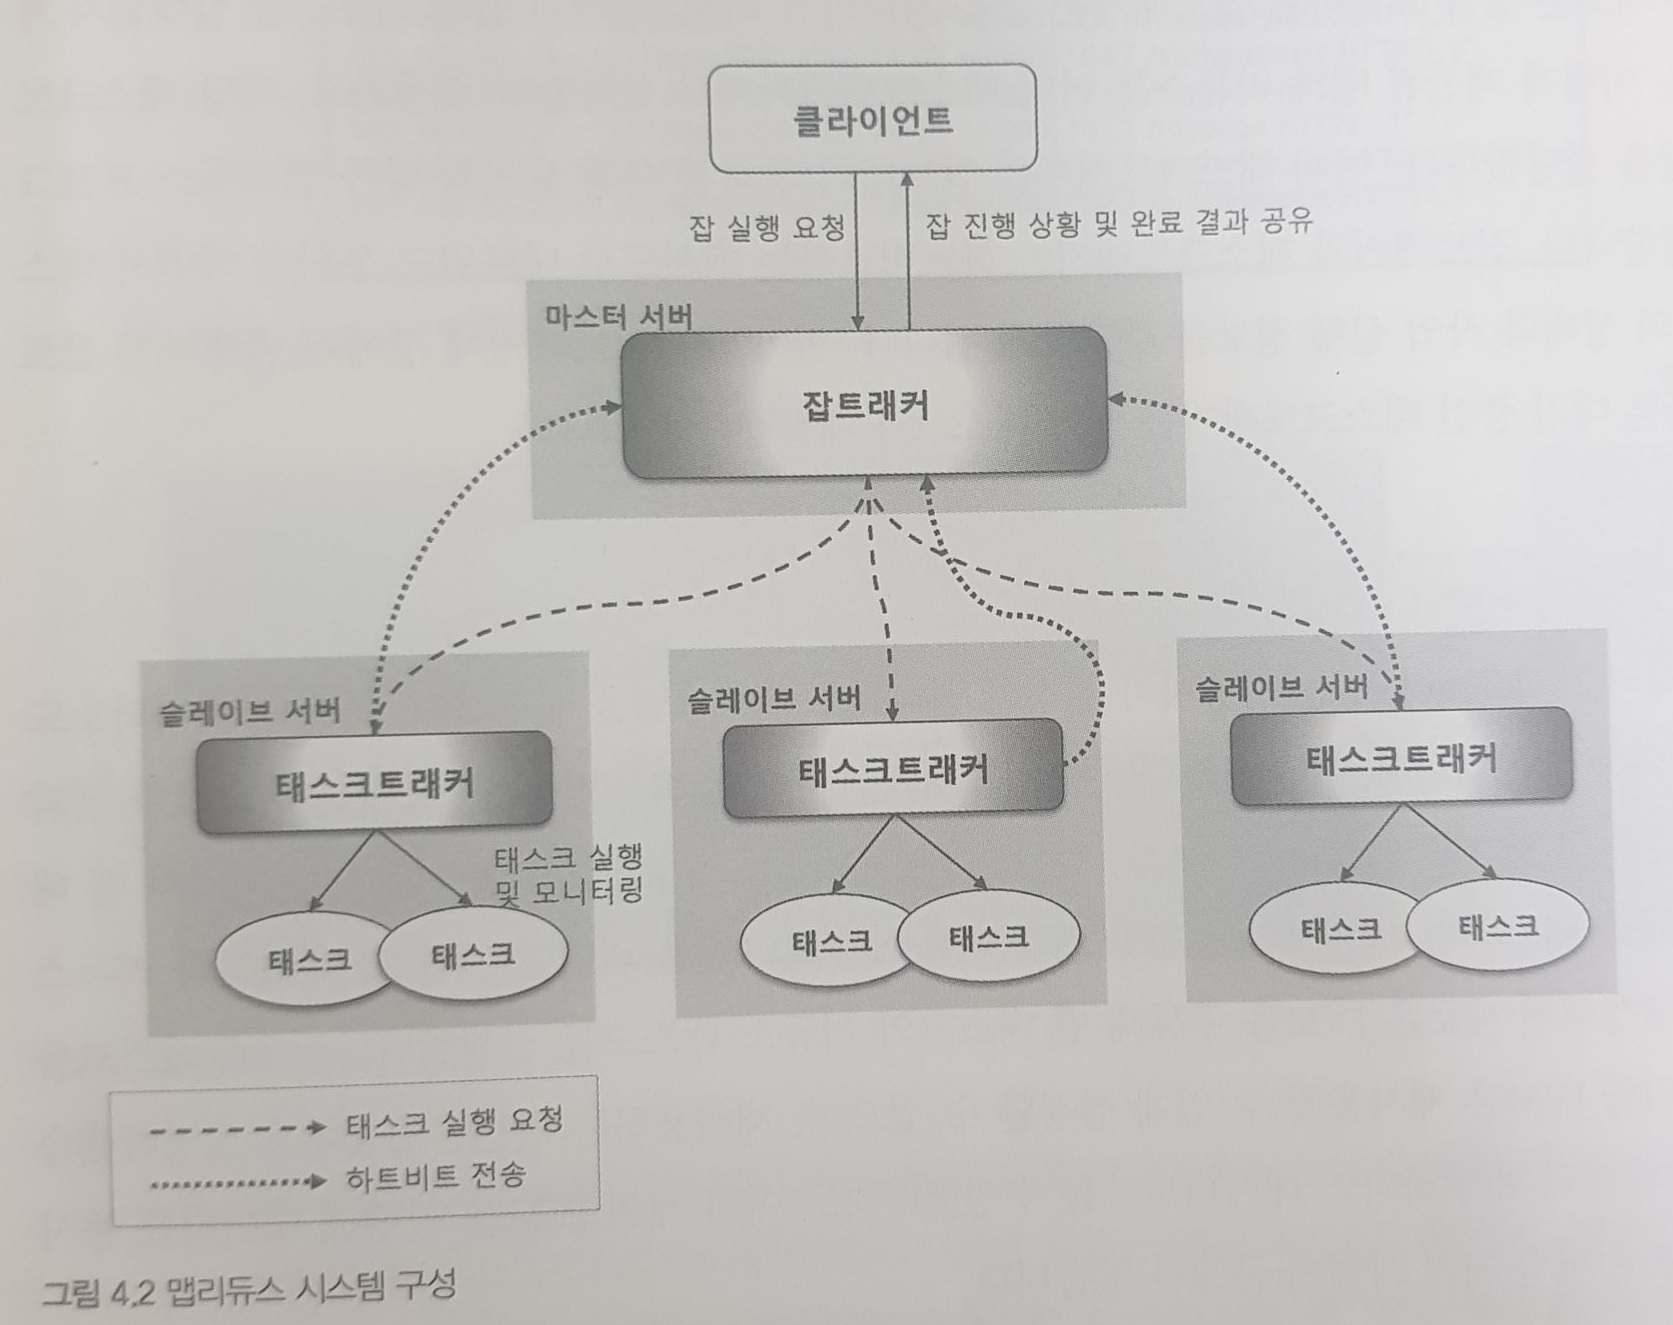 클라이언트
잡 실행 요청
잡 진행 상황 및 완료 결과 공유
마스터 서버
잡트래커
슬레이브 서버
태스크트래커
태스크 실행
및 모니터링
태스크
태스크
슬레이브 서버
태스크트래커
태스크
태스크
슬레이브 서버
태스크트래커
태스크
태스크
태스크 실행 요청
하트비트 전송
그림 4.2 맵리듀스 시스템 구성